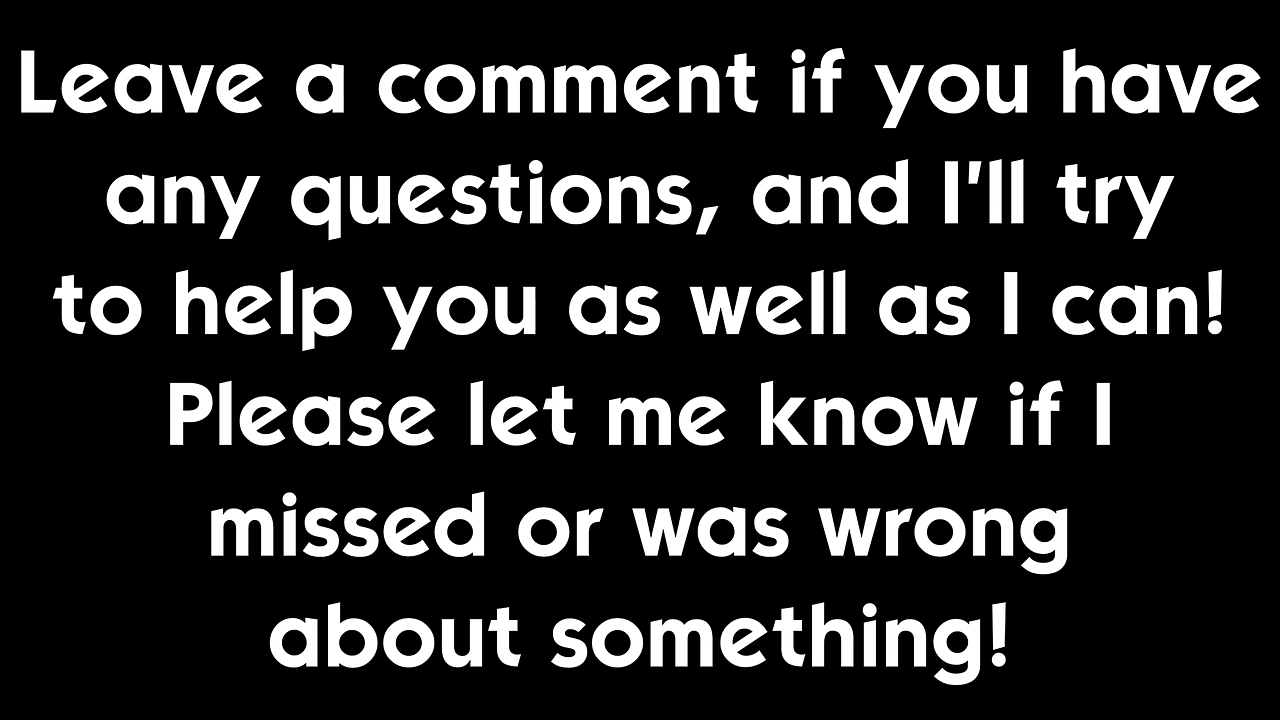 Leave a comment if you have
any questions, and I'll try
to help you as well as I can!
Please let me know if I
missed or was wrong
about something!